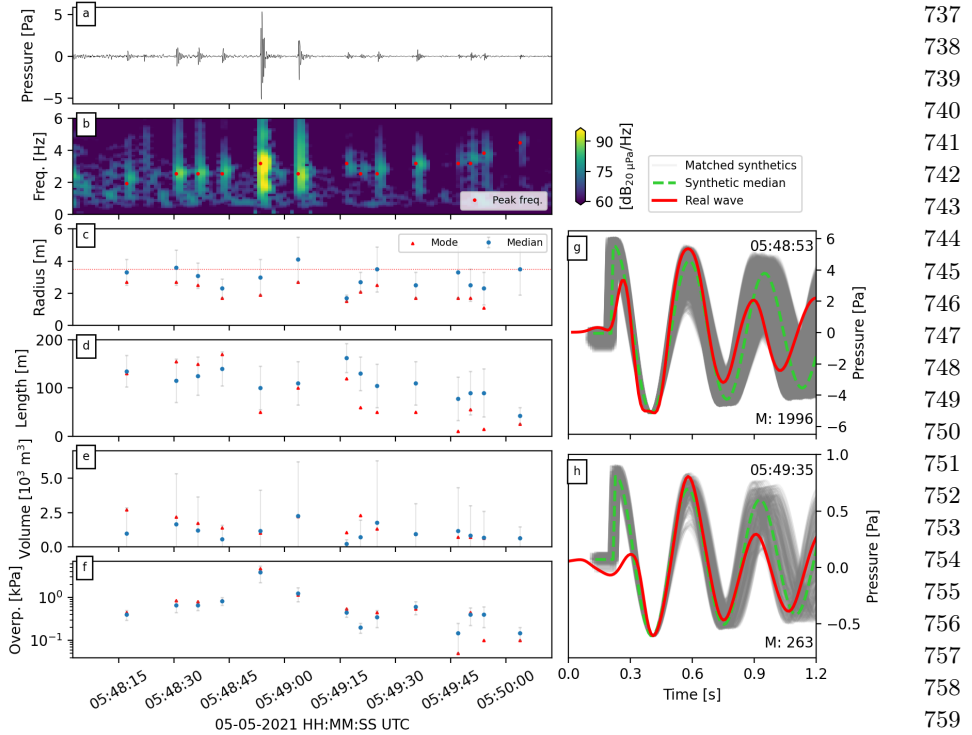 a
Pressure [Pa]
5
0
−5
b
Freq. [Hz]
6
4
2
0
Peak freq.
90
75
60
[dB20 μPa/Hz]
Matched synthetics
Synthetic median
Real wave
c
Radius [m]
6
4
2
0
Mode
Median
d
Length [m]
200
100
0
e
Volume [10³ m³]
5.0
2.5
0.0
f
Overp. [kPa]
10⁰
10⁻¹
05:48:15
05:48:30
05:48:45
05:49:00
05:49:15
05:49:30
05:49:45
05:50:00
05-05-2021 HH:MM:SS UTC
g
05:48:53
6
4
2
0
−2
−4
−6
Pressure [Pa]
M: 1996
h
05:49:35
1.0
0.5
0.0
−0.5
Pressure [Pa]
M: 263
0.0
0.3
0.6
0.9
1.2
Time [s]
737
738
739
740
741
742
743
744
745
746
747
748
749
750
751
752
753
754
755
756
757
758
759